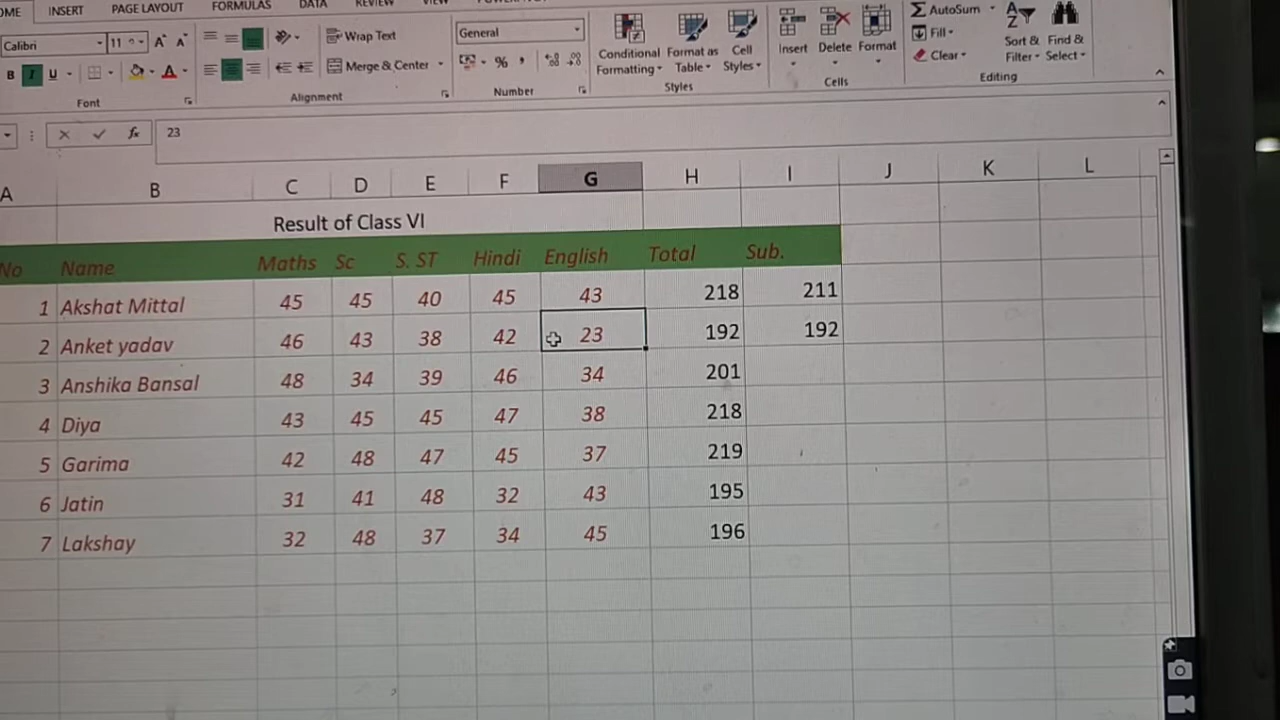 OME INSERT PAGE LAYOUT FORMULAS DATA REVIEW VIEW
Calibri 11 A A Wrap Text General Conditional Formatting Format as Table Cell Styles Insert Delete Format AutoSum Fill Clear Sort & Filter Find & Select
B I U A Merge & Center %
Font Alignment Number Styles Cells Editing
fx 23
A B C D E F G H I J K L
Result of Class VI
No Name Maths Sc S. ST Hindi English Total Sub.
1 Akshat Mittal 45 45 40 45 43 218 211
2 Anket yadav 46 43 38 42 23 192 192
3 Anshika Bansal 48 34 39 46 34 201
4 Diya 43 45 45 47 38 218
5 Garima 42 48 47 45 37 219
6 Jatin 31 41 48 32 43 195
7 Lakshay 32 48 37 34 45 196